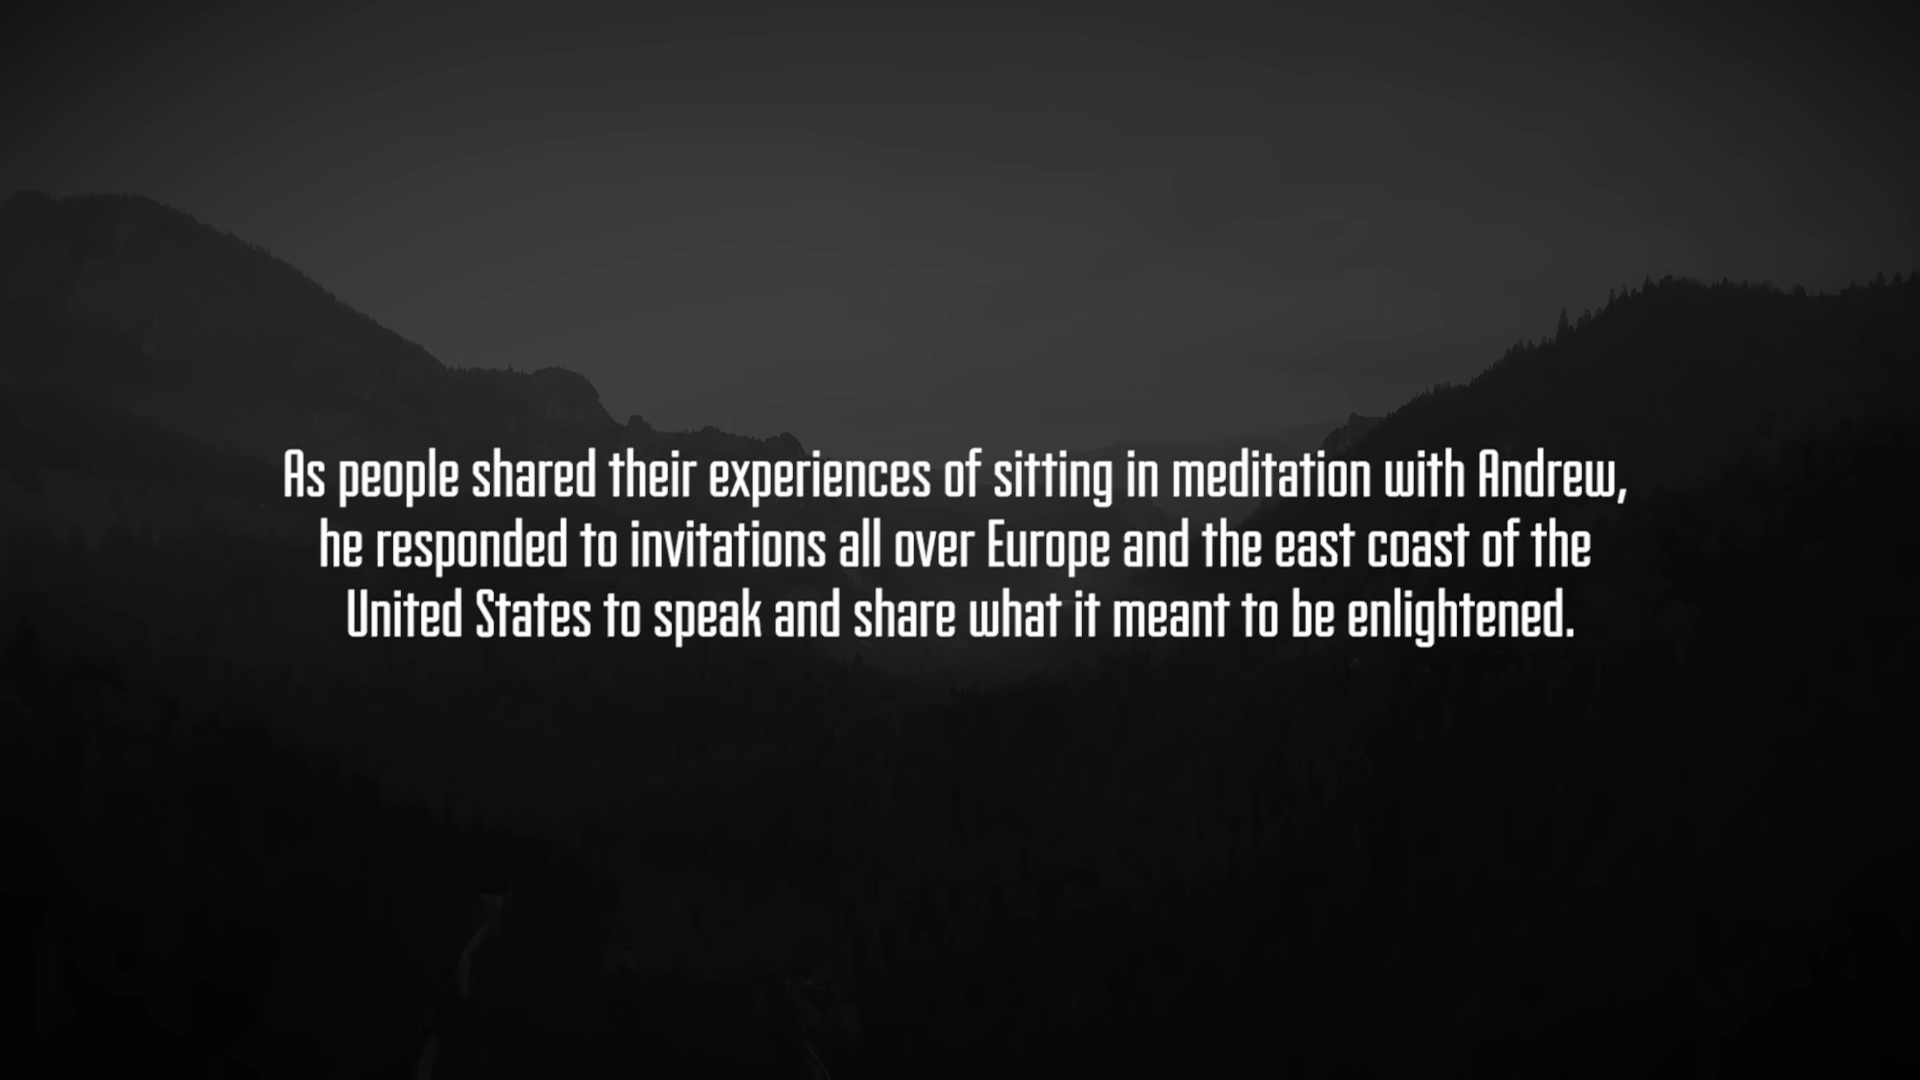 As people shared their experiences of sitting in meditation with Andrew,
he responded to invitations all over Europe and the east coast of the
United States to speak and share what it meant to be enlightened.